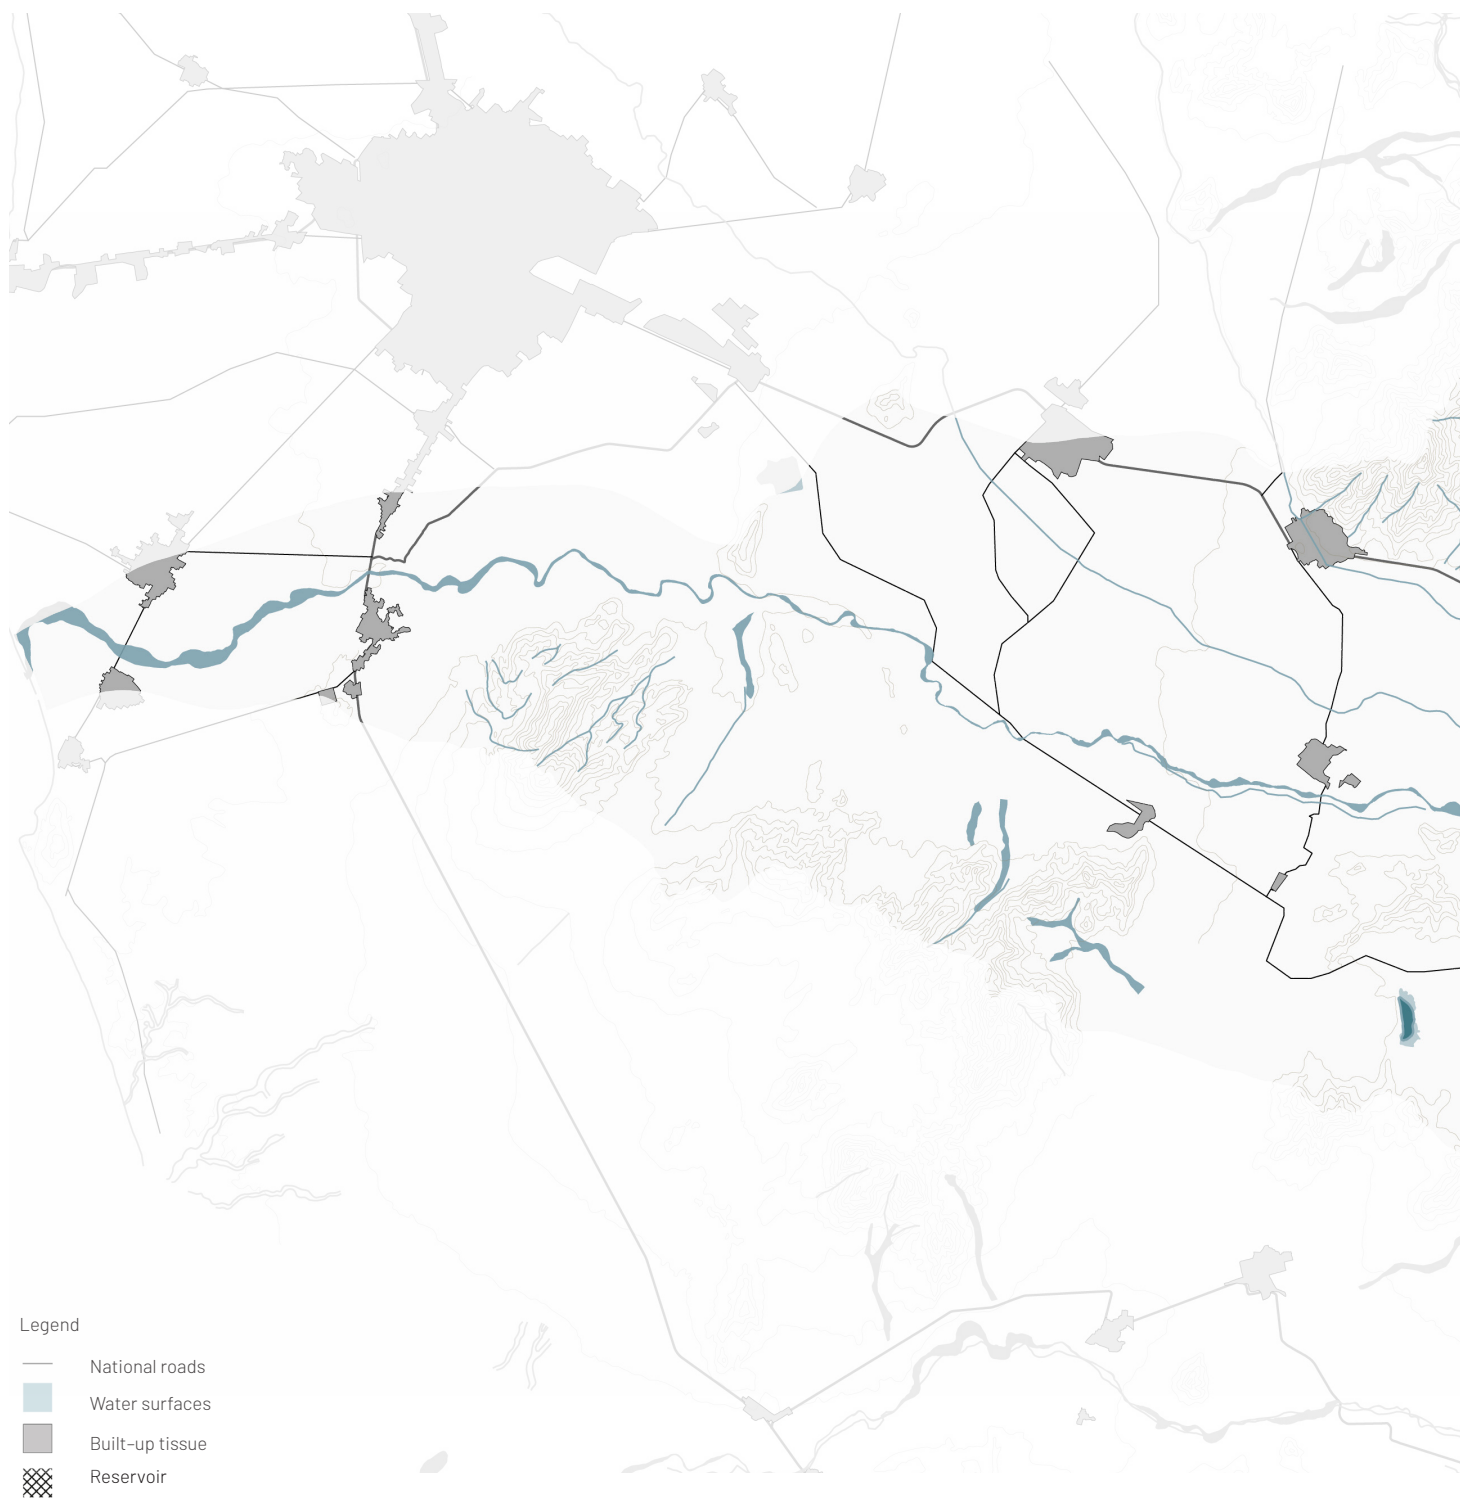 Legend
National roads
Water surfaces
Built-up tissue
Reservoir